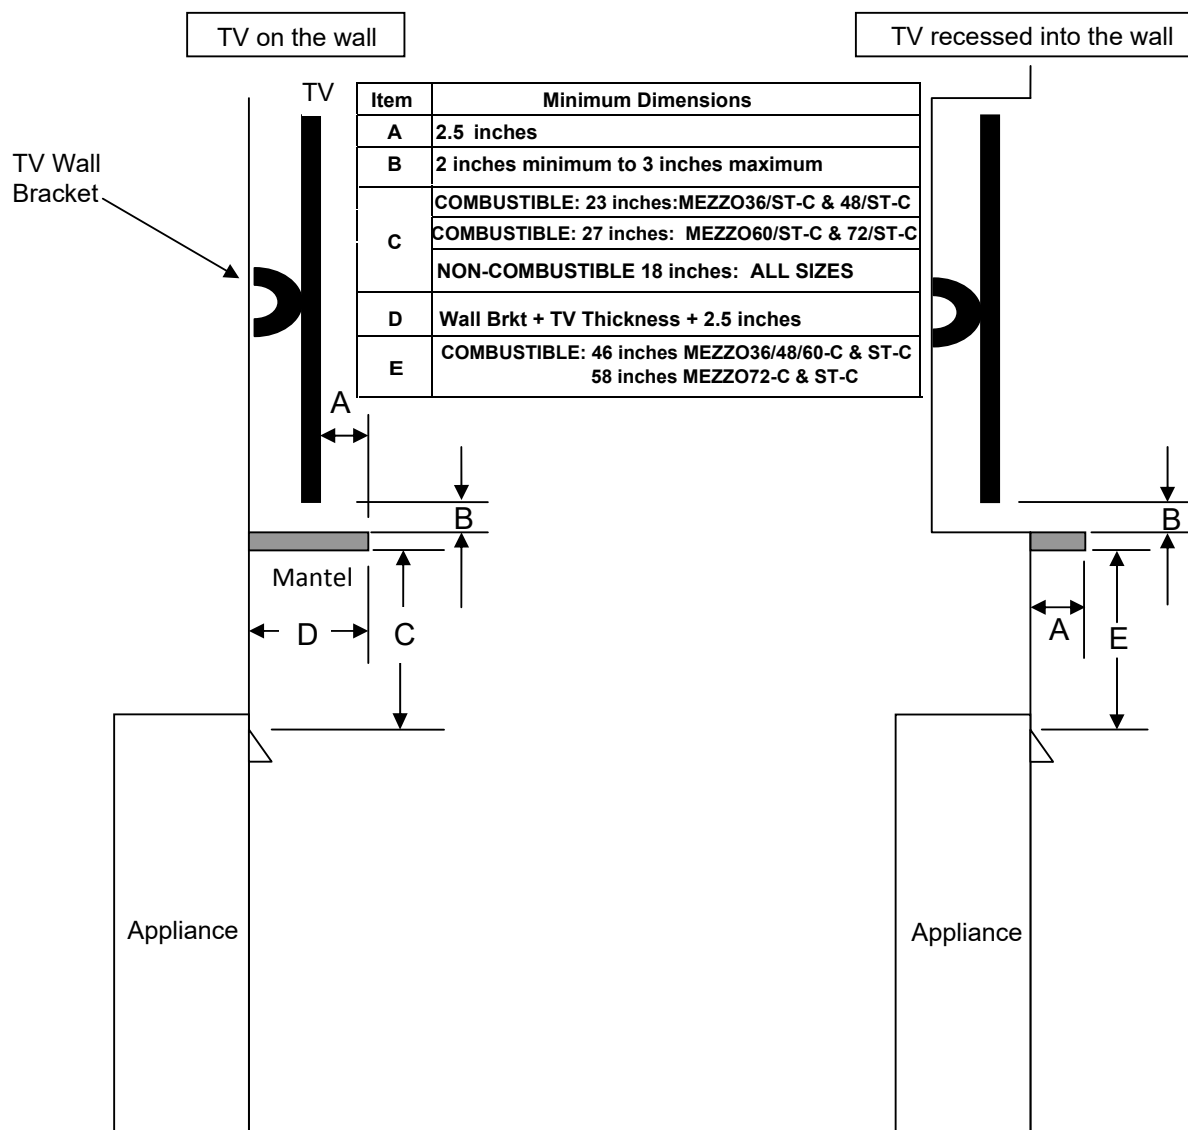 TV on the wall
TV recessed into the wall
TV
TV Wall
Bracket
Item Minimum Dimensions
A 2.5 inches
B 2 inches minimum to 3 inches maximum
C
COMBUSTIBLE: 23 inches:MEZZO36/ST-C & 48/ST-C
COMBUSTIBLE: 27 inches: MEZZO60/ST-C & 72/ST-C
NON-COMBUSTIBLE 18 inches: ALL SIZES
D Wall Brkt + TV Thickness + 2.5 inches
E
COMBUSTIBLE: 46 inches MEZZO36/48/60-C & ST-C
58 inches MEZZO72-C & ST-C
A
B
Mantel
D
C
B
A
E
Appliance
Appliance